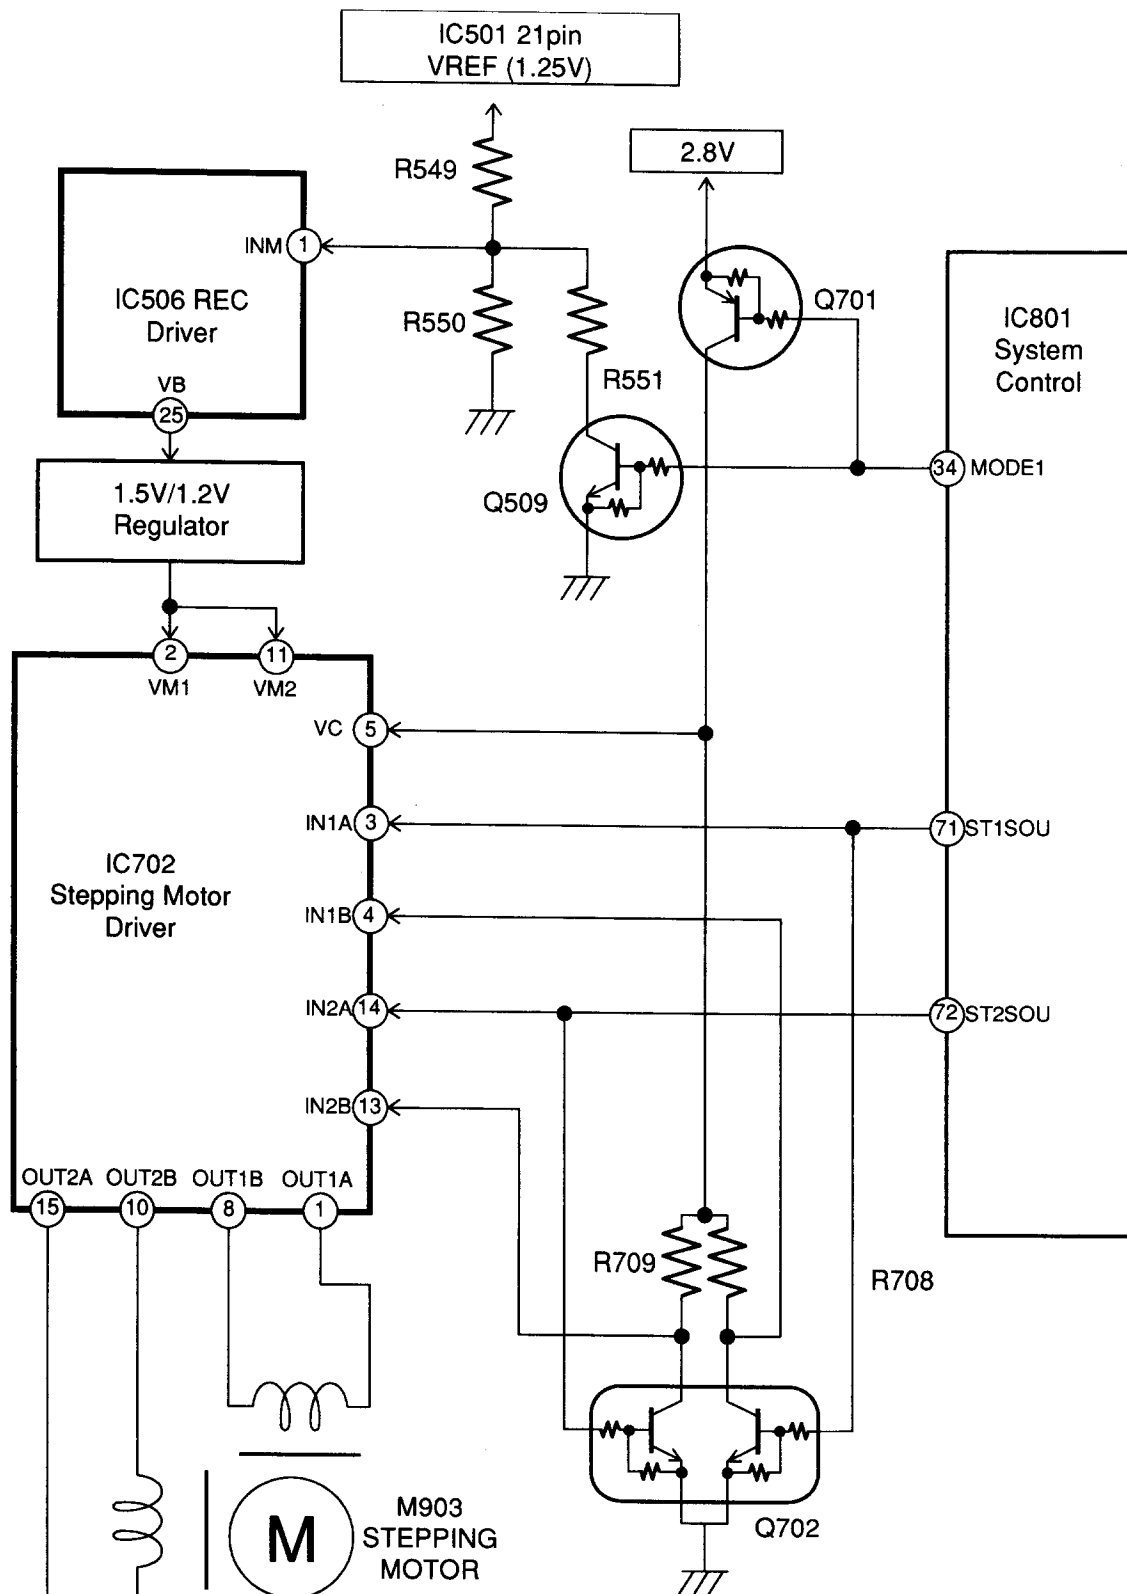 IC501 21pin
VREF (1.25V)
R549
2.8V
INM 1
IC506 REC
Driver
R550
Q701
IC801
System
Control
VB
25
R551
34 MODE1
1.5V/1.2V
Regulator
Q509
2
11
VM1
VM2
VC 5
IN1A 3
71 ST1SOU
IC702
Stepping Motor
Driver
IN1B 4
IN2A 14
72 ST2SOU
IN2B 13
OUT2A OUT2B OUT1B OUT1A
15 10 8 1
R709
R708
M
M903
STEPPING
MOTOR
Q702